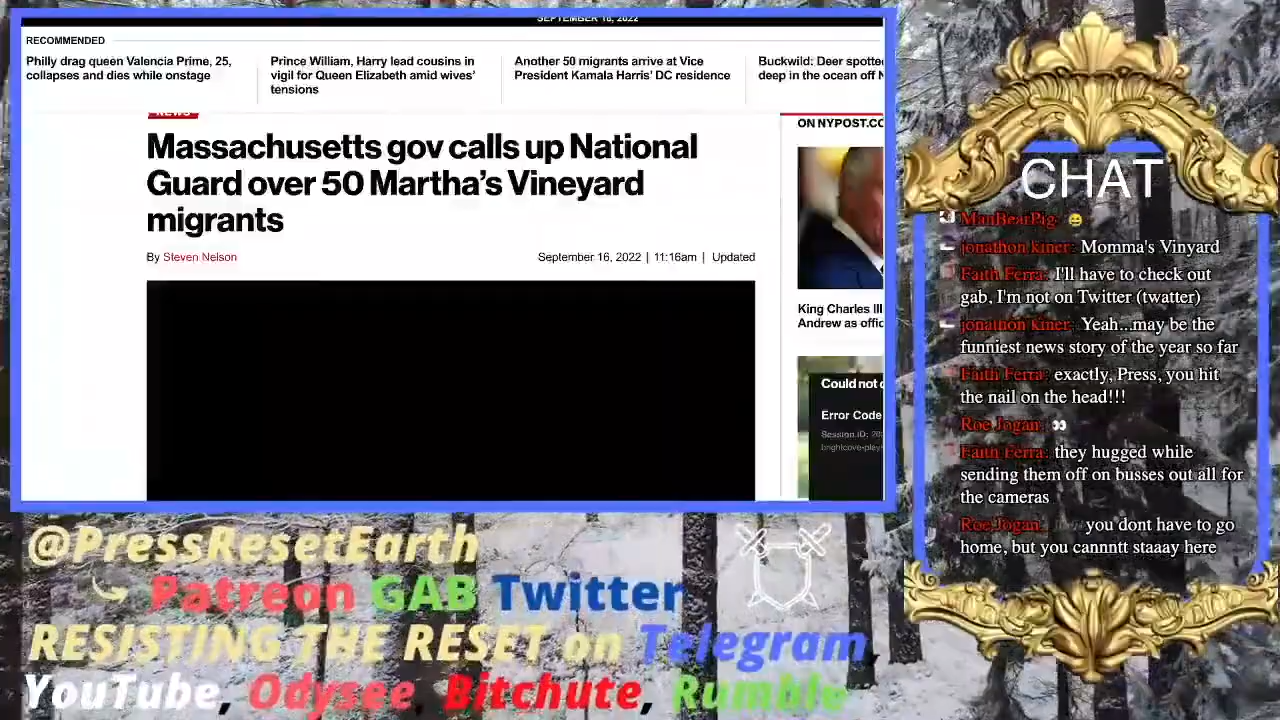 SEPTEMBER 16, 2022
RECOMMENDED
Philly drag queen Valencia Prime, 25,
collapses and dies while onstage
Prince William, Harry lead cousins in
vigil for Queen Elizabeth amid wives'
tensions
Another 50 migrants arrive at Vice
President Kamala Harris' DC residence
Buckwild: Deer spotte
deep in the ocean off
NEWS
Massachusetts gov calls up National
Guard over 50 Martha's Vineyard
migrants
By Steven Nelson
September 16, 2022 | 11:16am | Updated
ON NYPOST.CO
King Charles III
Andrew as offic
Could not
Error Code
Session ID: 20
brightcove-play
CHAT
ManBearPig: 😂
jonathon kiner: Momma's Vinyard
Faith Ferra: I'll have to check out
gab, I'm not on Twitter (twatter)
jonathon kiner: Yeah...may be the
funniest news story of the year so far
Faith Ferra: exactly, Press, you hit
the nail on the head!!!
Roe Jogan: 👀
Faith Ferra: they hugged while
sending them off on busses out all for
the cameras
Roe Jogan: you dont have to go
home, but you cannntt staaay here
@PressResetEarth
Patreon GAB Twitter
RESISTING THE RESET on Telegram,
YouTube, Odysee, Bitchute, Rumble